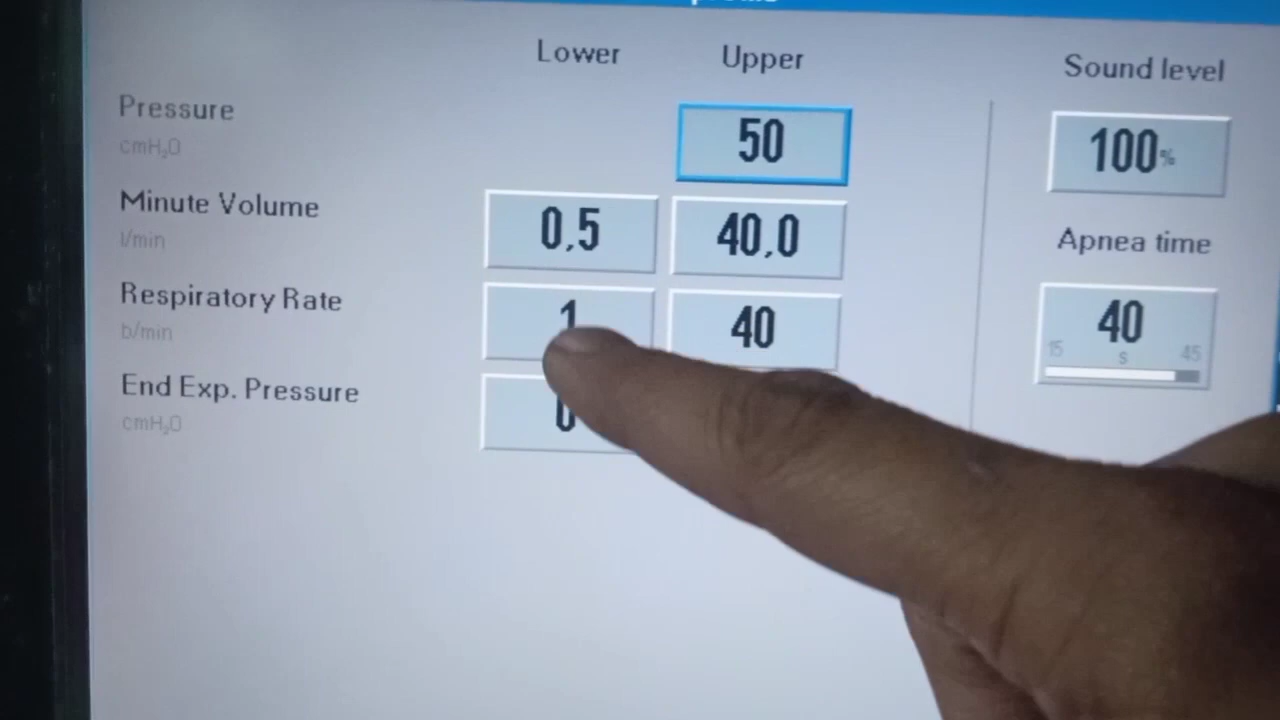 Lower Upper Sound level
Pressure
cmH₂O
50
100%
Minute Volume
l/min
0,5 40,0
Apnea time
Respiratory Rate
b/min
1 40
40
15 s 45
End Exp. Pressure
cmH₂O
0